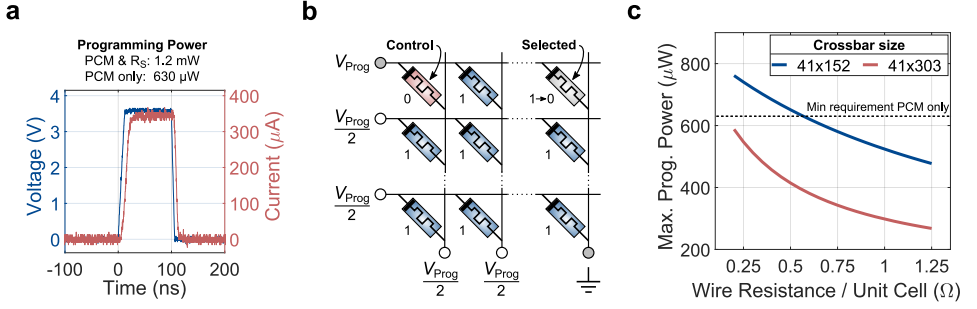 a
Programming Power
PCM & R_S: 1.2 mW
PCM only: 630 µW
Voltage (V)
4
3
2
1
0
400
300
200
100
0
Current (µA)
-100 0 100 200
Time (ns)
b
Control
Selected
V_Prog
0
1
1→0
V_Prog
2
1
1
1
V_Prog
2
1
1
1
V_Prog
2
V_Prog
2
c
Crossbar size
41x152 41x303
Min requirement PCM only
Max. Prog. Power (µW)
800
600
400
200
0.25 0.5 0.75 1 1.25
Wire Resistance / Unit Cell (Ω)